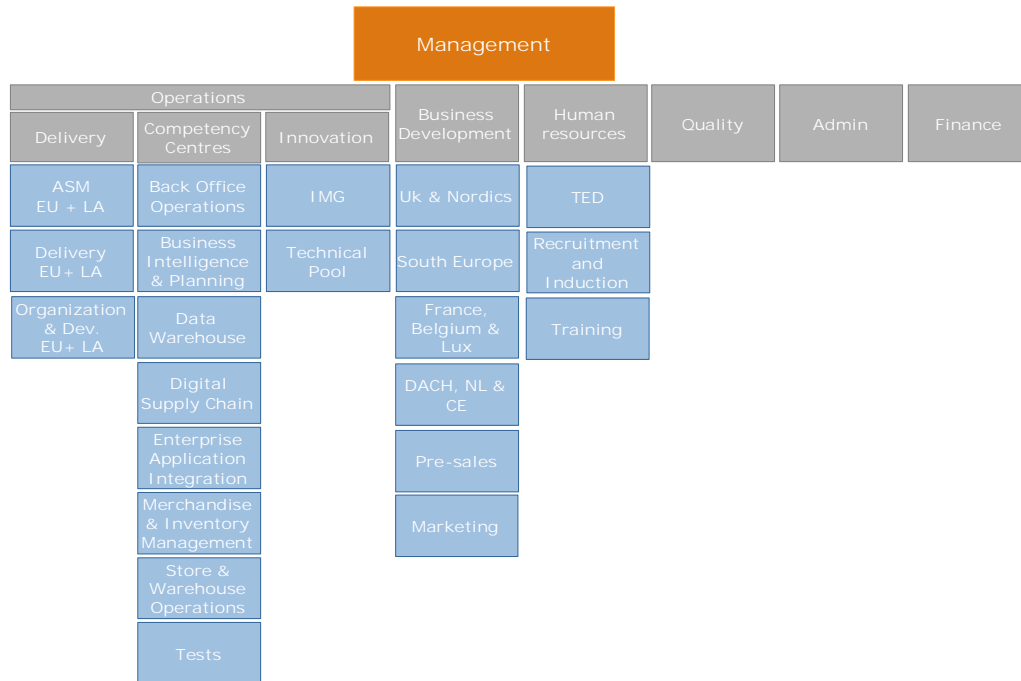 Management
Operations
Business
Development
Human
resources
Quality
Admin
Finance
Delivery
Competency
Centres
Innovation
ASM
EU + LA
Delivery
EU+ LA
Organization
& Dev.
EU+ LA
Back Office
Operations
Business
Intelligence
& Planning
Data
Warehouse
Digital
Supply Chain
Enterprise
Application
Integration
Merchandise
& Inventory
Management
Store &
Warehouse
Operations
Tests
IMG
Technical
Pool
Uk & Nordics
South Europe
France,
Belgium &
Lux
DACH, NL &
CE
Pre-sales
Marketing
TED
Recruitment
and
Induction
Training